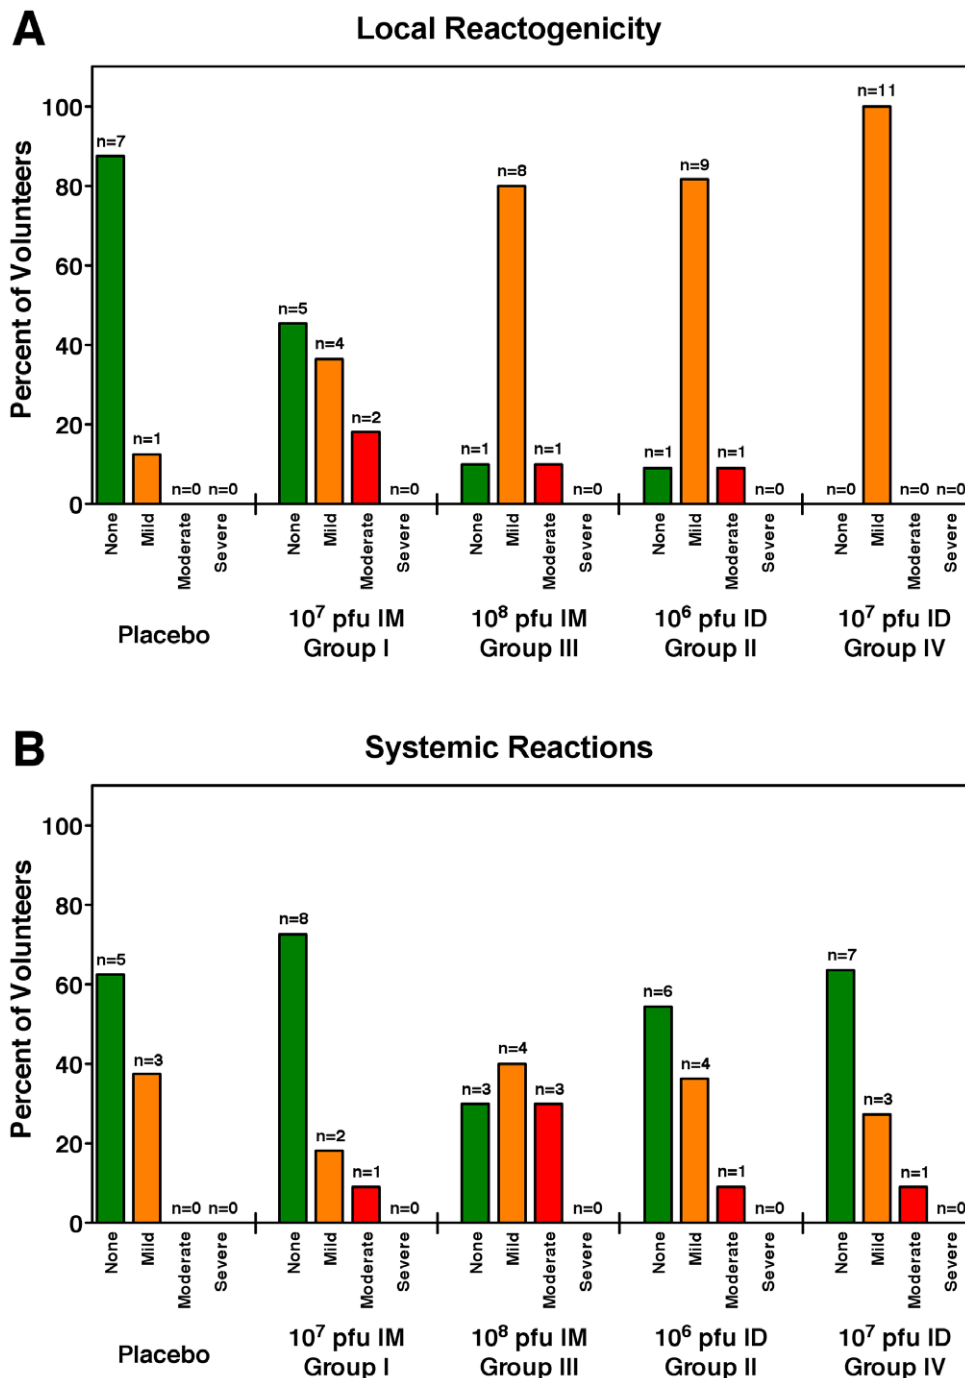 A
Local Reactogenicity
Percent of Volunteers
100
80
60
40
20
0
n=7
n=1
n=0
n=0
n=5
n=4
n=2
n=0
n=1
n=8
n=1
n=0
n=1
n=9
n=1
n=0
n=0
n=11
n=0
n=0
None
Mild
Moderate
Severe
None
Mild
Moderate
Severe
None
Mild
Moderate
Severe
None
Mild
Moderate
Severe
None
Mild
Moderate
Severe
Placebo
10⁷ pfu IM
Group I
10⁸ pfu IM
Group III
10⁶ pfu ID
Group II
10⁷ pfu ID
Group IV
B
Systemic Reactions
Percent of Volunteers
100
80
60
40
20
0
n=5
n=3
n=0
n=0
n=8
n=2
n=1
n=0
n=3
n=4
n=3
n=0
n=6
n=4
n=1
n=0
n=7
n=3
n=1
n=0
None
Mild
Moderate
Severe
None
Mild
Moderate
Severe
None
Mild
Moderate
Severe
None
Mild
Moderate
Severe
None
Mild
Moderate
Severe
Placebo
10⁷ pfu IM
Group I
10⁸ pfu IM
Group III
10⁶ pfu ID
Group II
10⁷ pfu ID
Group IV